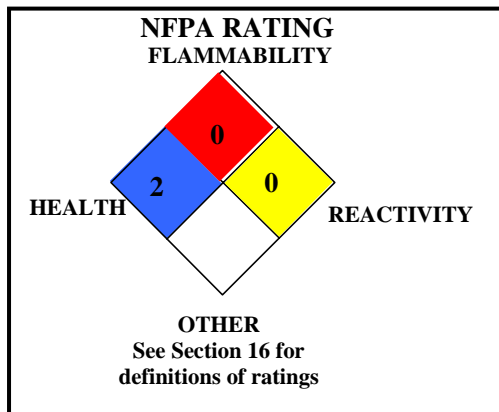 NFPA RATING
FLAMMABILITY
0
2
0
HEALTH
REACTIVITY
OTHER
See Section 16 for
definitions of ratings